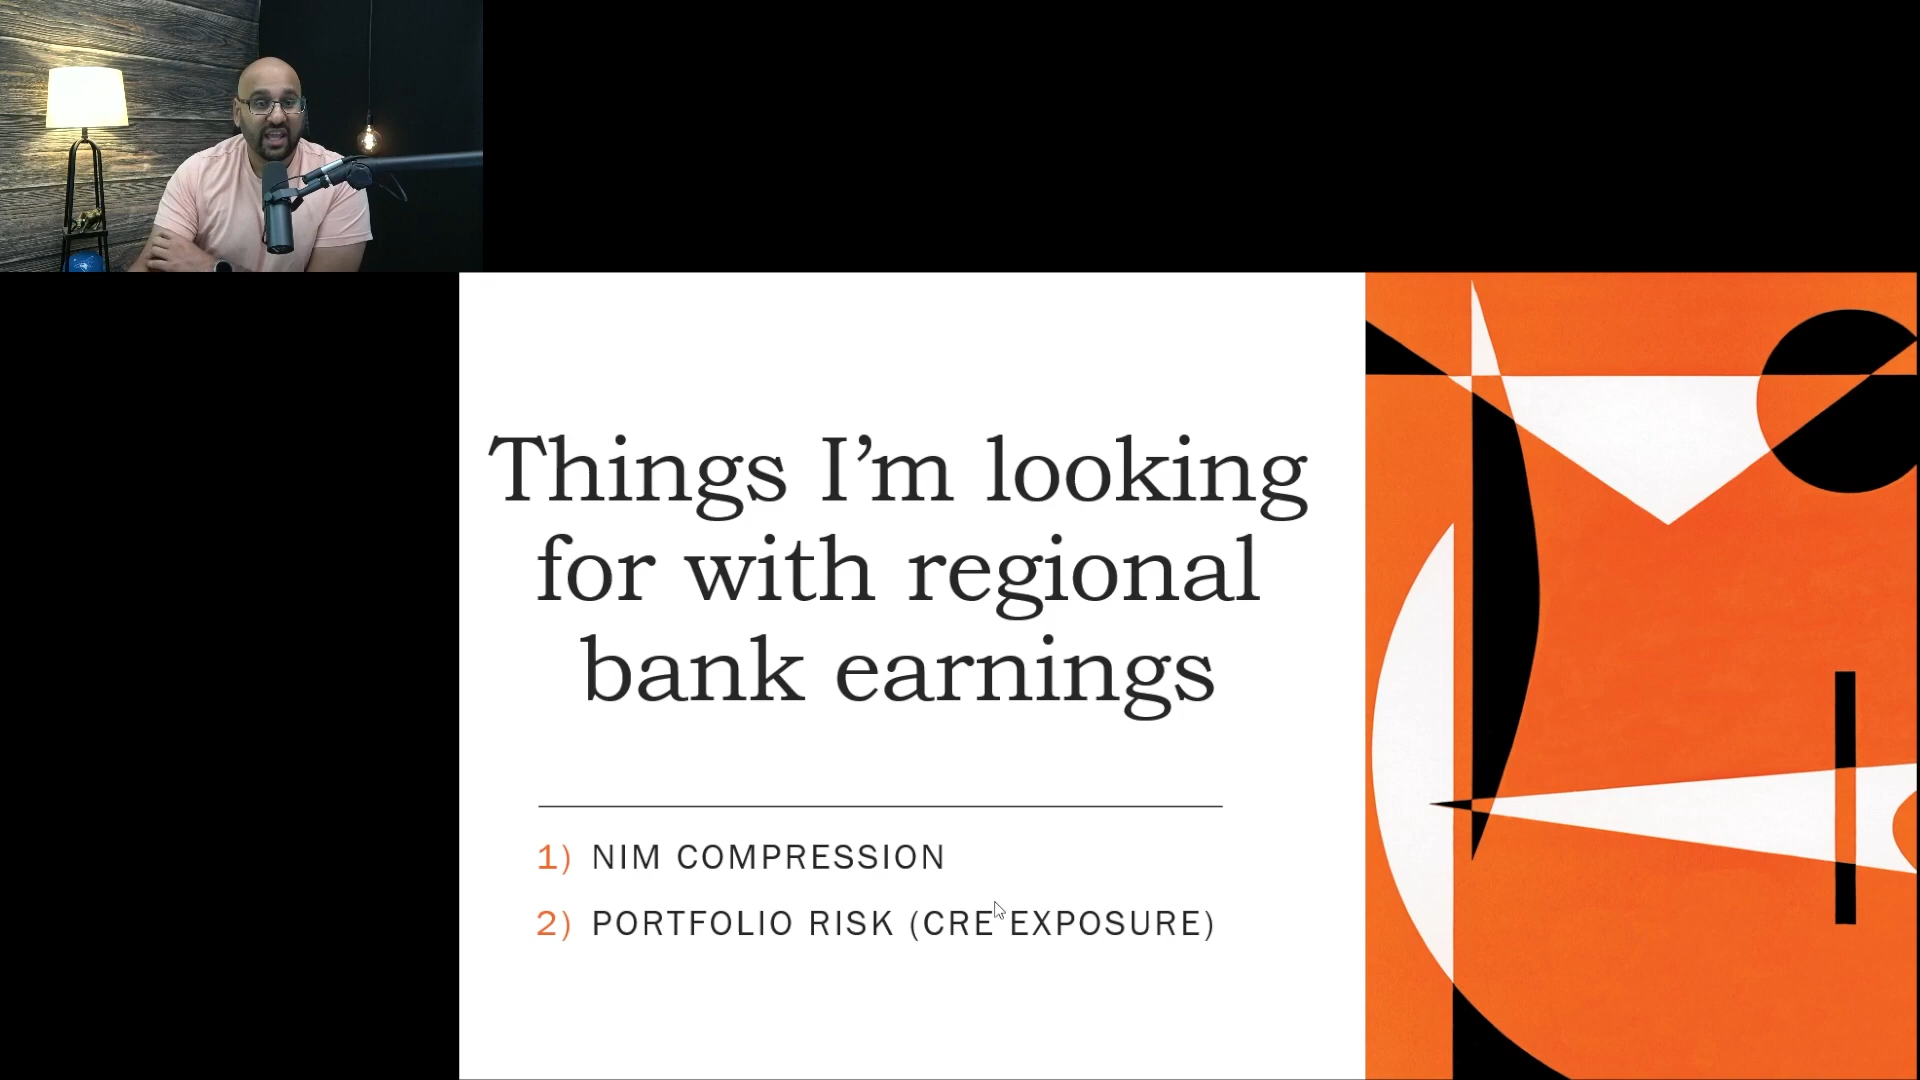 Things I’m looking
for with regional
bank earnings
1) NIM COMPRESSION
2) PORTFOLIO RISK (CRE EXPOSURE)